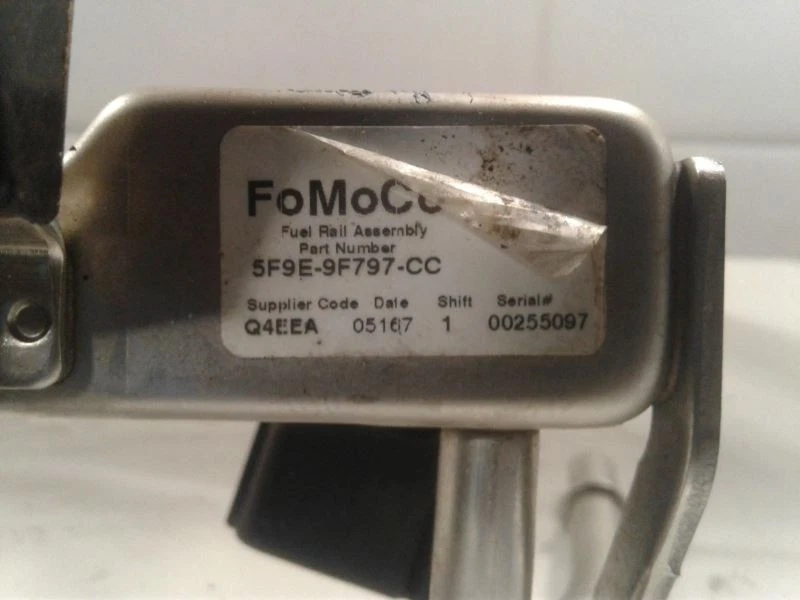 FoMoCo
Fuel Rail Assembly
Part Number
5F9E-9F797-CC
Supplier Code Date Shift Serial#
Q4EEA 05167 1 00255097